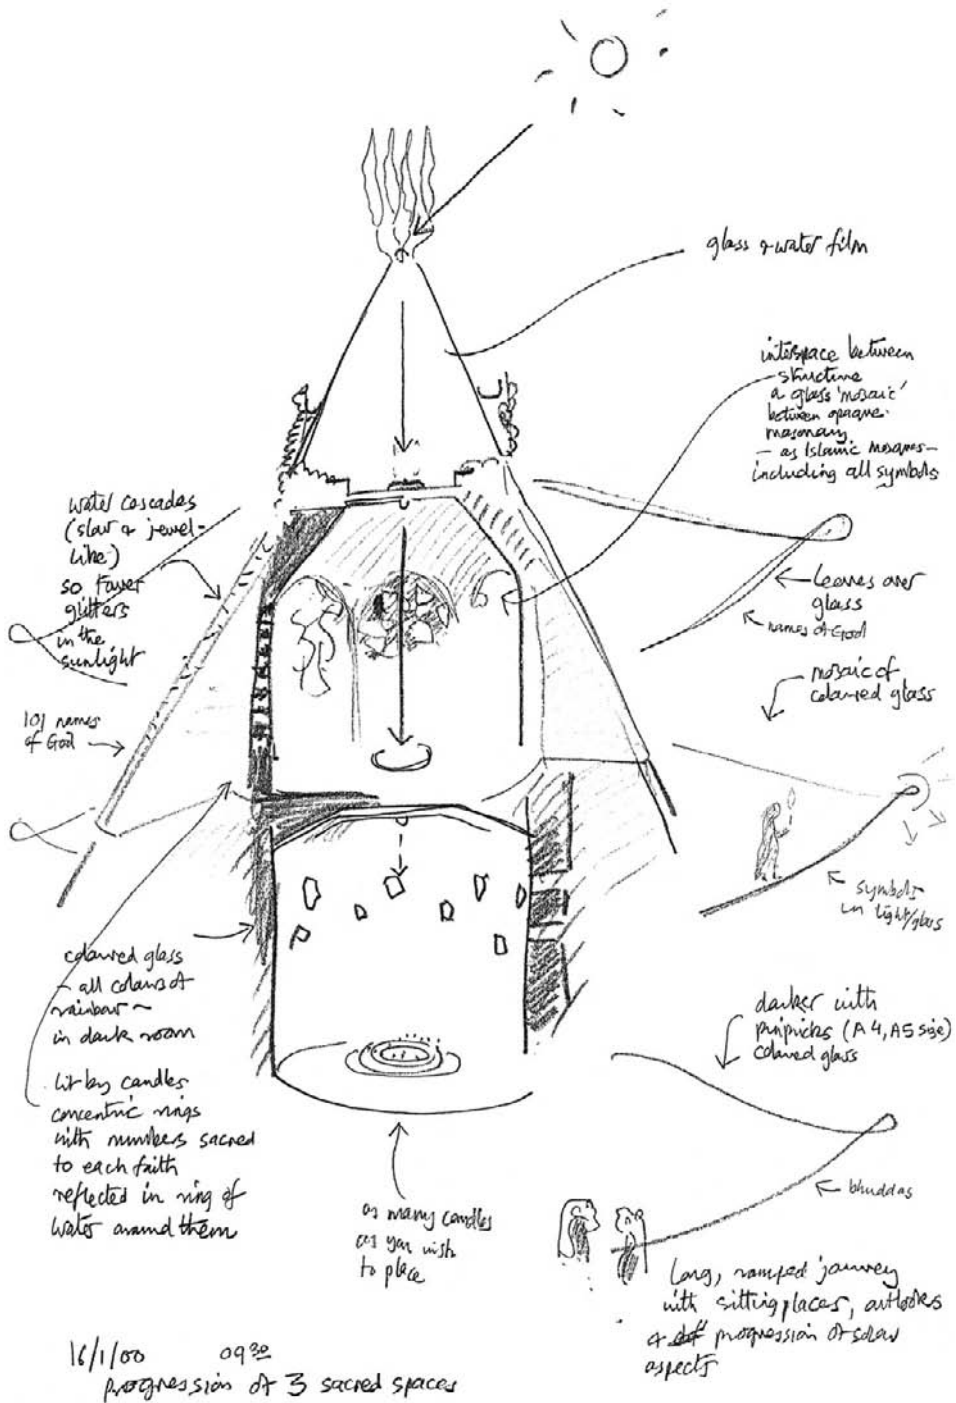 glass & water film
interspace between
structure
a glass 'mosaic'
between opaque
masonary
- as Islamic mosques -
including all symbols
water cascades
(slow & jewel-
like)
so tower
glitters
in the
sunlight
leaves over
glass
names of God
mosaic of
coloured glass
101 names
of God
symbols
in light/glass
coloured glass
- all colours of
rainbow -
in dark room
darker with
pinpricks (A4, A5 size)
coloured glass
lit by candles
concentric rings
with numbers sacred
to each faith
reflected in ring of
water around them
bhuddas
as many candles
as you wish
to place
Long, ramped journey
with sitting places, outlooks
& progression of
aspects
16/1/00 09 30
progression of 3 sacred spaces